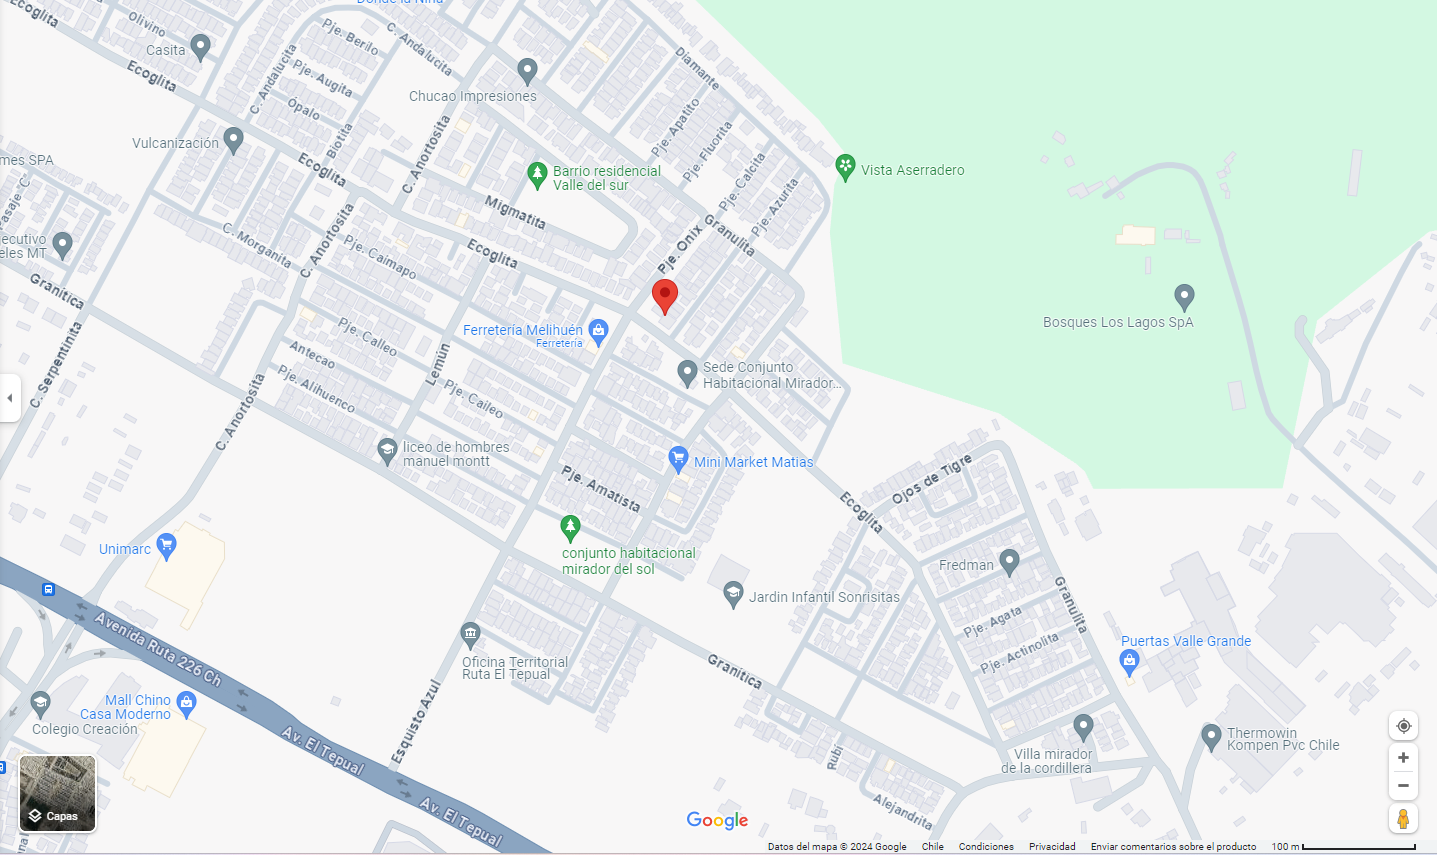 Ecoglita
Olivino
Donde la Nina
Casita
Pje. Berilo
C. Andalucita
Diamante
Ecoglita
Pje. Augita
C. Andalucita
Chucao Impresiones
Ópalo
Pje. Apatito
Vulcanización
Biotita
C. Anortosita
Pje. Fluorita
mes SPA
Ecoglita
Barrio residencial
Valle del sur
Pje. Calcita
Vista Aserradero
Pasaje C
Migmatita
Pje. Azurita
C. Morganita
C. Anortosita
Granulita
ecutivo
eles MT
Pje. Caimapo
Ecoglita
Pje. Onix
Granitica
Bosques Los Lagos SpA
Pje. Calleo
Ferretería Melihuén
Ferretería
C. Serpentinita
Antecao
Lemún
Sede Conjunto
Habitacional Mirador...
Pje. Alihuenco
Pje. Caileo
C. Anortosita
liceo de hombres
manuel montt
Mini Market Matias
Pje. Amatista
Ojos de Tigre
Ecoglita
Unimarc
conjunto habitacional
mirador del sol
Fredman
Jardin Infantil Sonrisitas
Granulita
Avenida Ruta 226 Ch
Pje. Agata
Oficina Territorial
Ruta El Tepual
Granitica
Pje. Actinolita
Puertas Valle Grande
Esquisto Azul
Mall Chino
Casa Moderno
Colegio Creación
Av. El Tepual
Rubi
Villa mirador
de la cordillera
Thermowin
Kompen Pvc Chile
Alejandrita
Av. El Tepual
Capas
Google
Datos del mapa © 2024 Google Chile Condiciones Privacidad Enviar comentarios sobre el producto 100 m